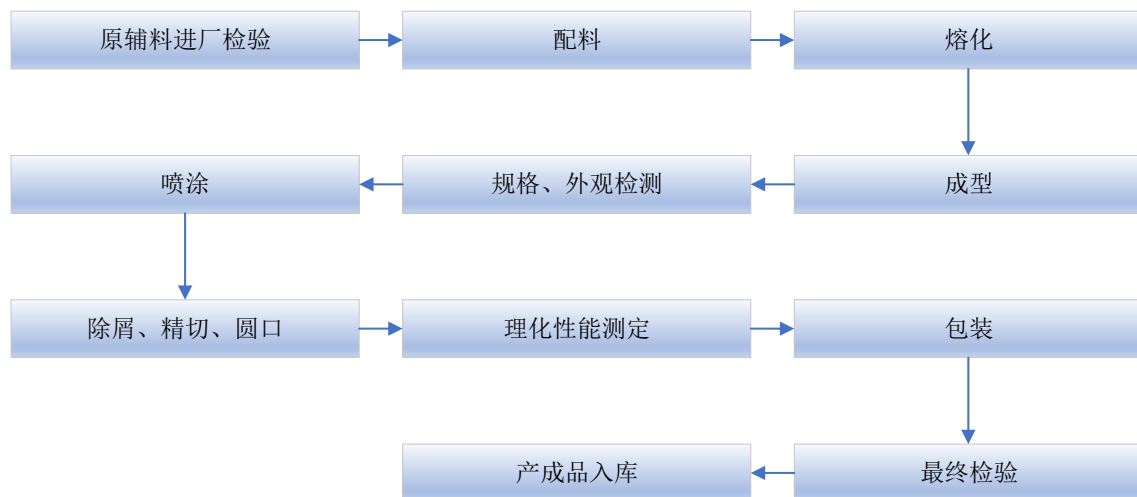 原辅料进厂检验
配料
熔化
成型
规格、外观检测
喷涂
除屑、精切、圆口
理化性能测定
包装
最终检验
产成品入库